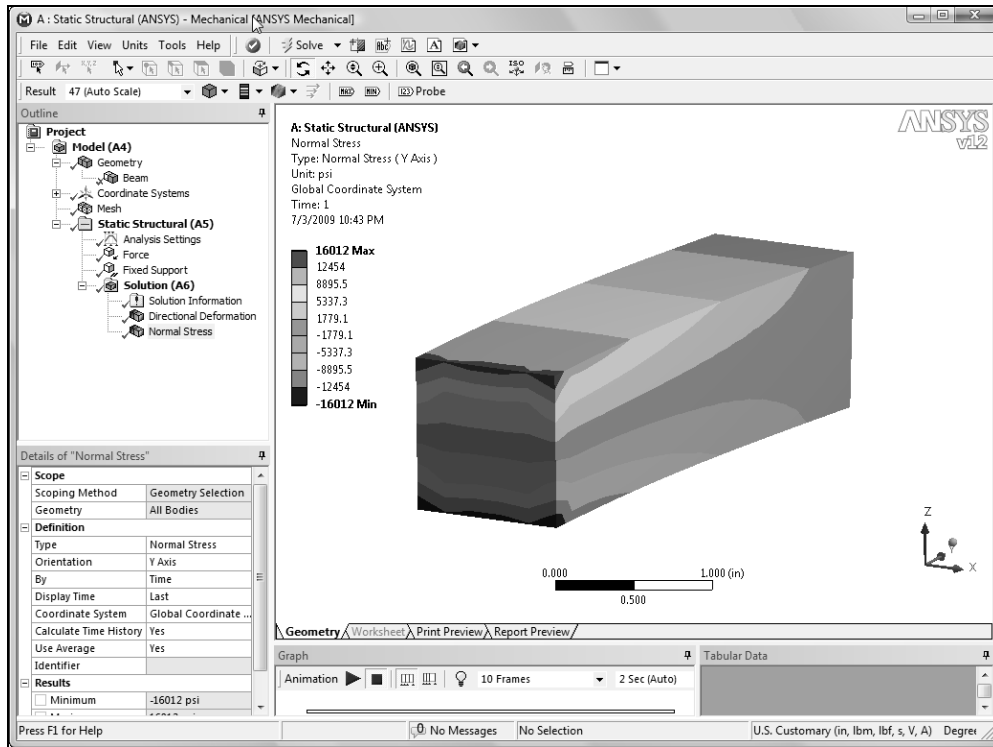 A : Static Structural (ANSYS) - Mechanical [ANSYS Mechanical]
File Edit View Units Tools Help Solve
Result 47 (Auto Scale) Probe
Outline
Project
Model (A4)
Geometry
Beam
Coordinate Systems
Mesh
Static Structural (A5)
Analysis Settings
Force
Fixed Support
Solution (A6)
Solution Information
Directional Deformation
Normal Stress
A: Static Structural (ANSYS)
Normal Stress
Type: Normal Stress ( Y Axis )
Unit: psi
Global Coordinate System
Time: 1
7/3/2009 10:43 PM
16012 Max
12454
8895.5
5337.3
1779.1
-1779.1
-5337.3
-8895.5
-12454
-16012 Min
ANSYS
v12
Z
X
0.000 1.000 (in)
0.500
Details of "Normal Stress"
Scope
Scoping Method Geometry Selection
Geometry All Bodies
Definition
Type Normal Stress
Orientation Y Axis
By Time
Display Time Last
Coordinate System Global Coordinate ...
Calculate Time History Yes
Use Average Yes
Identifier
Results
Minimum -16012 psi
Geometry Worksheet Print Preview Report Preview
Graph
Animation 10 Frames 2 Sec (Auto)
Tabular Data
Press F1 for Help No Messages No Selection U.S. Customary (in, lbm, lbf, s, V, A) Degree